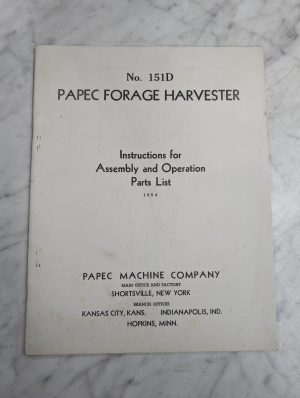 No. 151D
PAPEC FORAGE HARVESTER
Instructions for
Assembly and Operation
Parts List
1954
PAPEC MACHINE COMPANY
MAIN OFFICE AND FACTORY
SHORTSVILLE, NEW YORK
BRANCH OFFICES
KANSAS CITY, KANS. INDIANAPOLIS, IND.
HOPKINS, MINN.